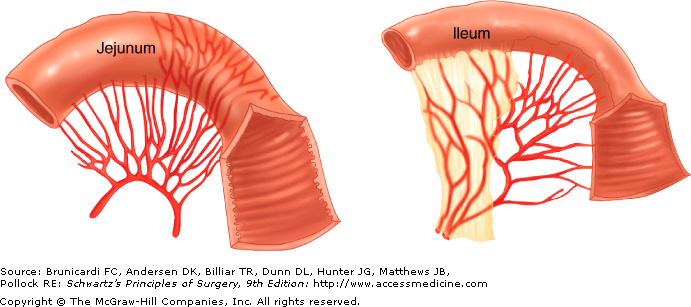 Jejunum
Ileum
Source: Brunicardi FC, Andersen DK, Billiar TR, Dunn DL, Hunter JG, Matthews JB,
Pollock RE: Schwartz's Principles of Surgery, 9th Edition: http://www.accessmedicine.com
Copyright © The McGraw-Hill Companies, Inc. All rights reserved.